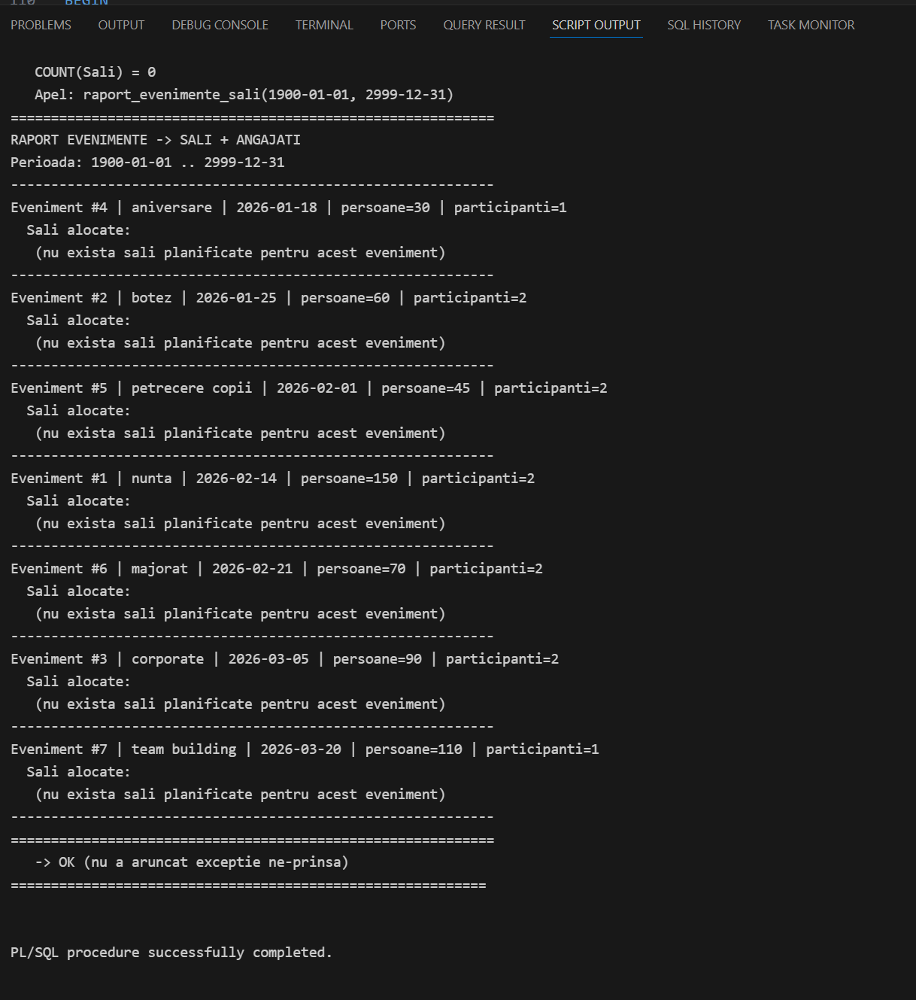 110 BEGIN
PROBLEMS OUTPUT DEBUG CONSOLE TERMINAL PORTS QUERY RESULT SCRIPT OUTPUT SQL HISTORY TASK MONITOR
COUNT(Sali) = 0
Apel: raport_evenimente_sali(1900-01-01, 2999-12-31)
============================================================
RAPORT EVENIMENTE -> SALI + ANGAJATI
Perioada: 1900-01-01 .. 2999-12-31
------------------------------------------------------------
Eveniment #4 | aniversare | 2026-01-18 | persoane=30 | participanti=1
Sali alocate:
(nu exista sali planificate pentru acest eveniment)
------------------------------------------------------------
Eveniment #2 | botez | 2026-01-25 | persoane=60 | participanti=2
Sali alocate:
(nu exista sali planificate pentru acest eveniment)
------------------------------------------------------------
Eveniment #5 | petrecere copii | 2026-02-01 | persoane=45 | participanti=2
Sali alocate:
(nu exista sali planificate pentru acest eveniment)
------------------------------------------------------------
Eveniment #1 | nunta | 2026-02-14 | persoane=150 | participanti=2
Sali alocate:
(nu exista sali planificate pentru acest eveniment)
------------------------------------------------------------
Eveniment #6 | majorat | 2026-02-21 | persoane=70 | participanti=2
Sali alocate:
(nu exista sali planificate pentru acest eveniment)
------------------------------------------------------------
Eveniment #3 | corporate | 2026-03-05 | persoane=90 | participanti=2
Sali alocate:
(nu exista sali planificate pentru acest eveniment)
------------------------------------------------------------
Eveniment #7 | team building | 2026-03-20 | persoane=110 | participanti=1
Sali alocate:
(nu exista sali planificate pentru acest eveniment)
------------------------------------------------------------
============================================================
-> OK (nu a aruncat exceptie ne-prinsa)
===========================================================
PL/SQL procedure successfully completed.